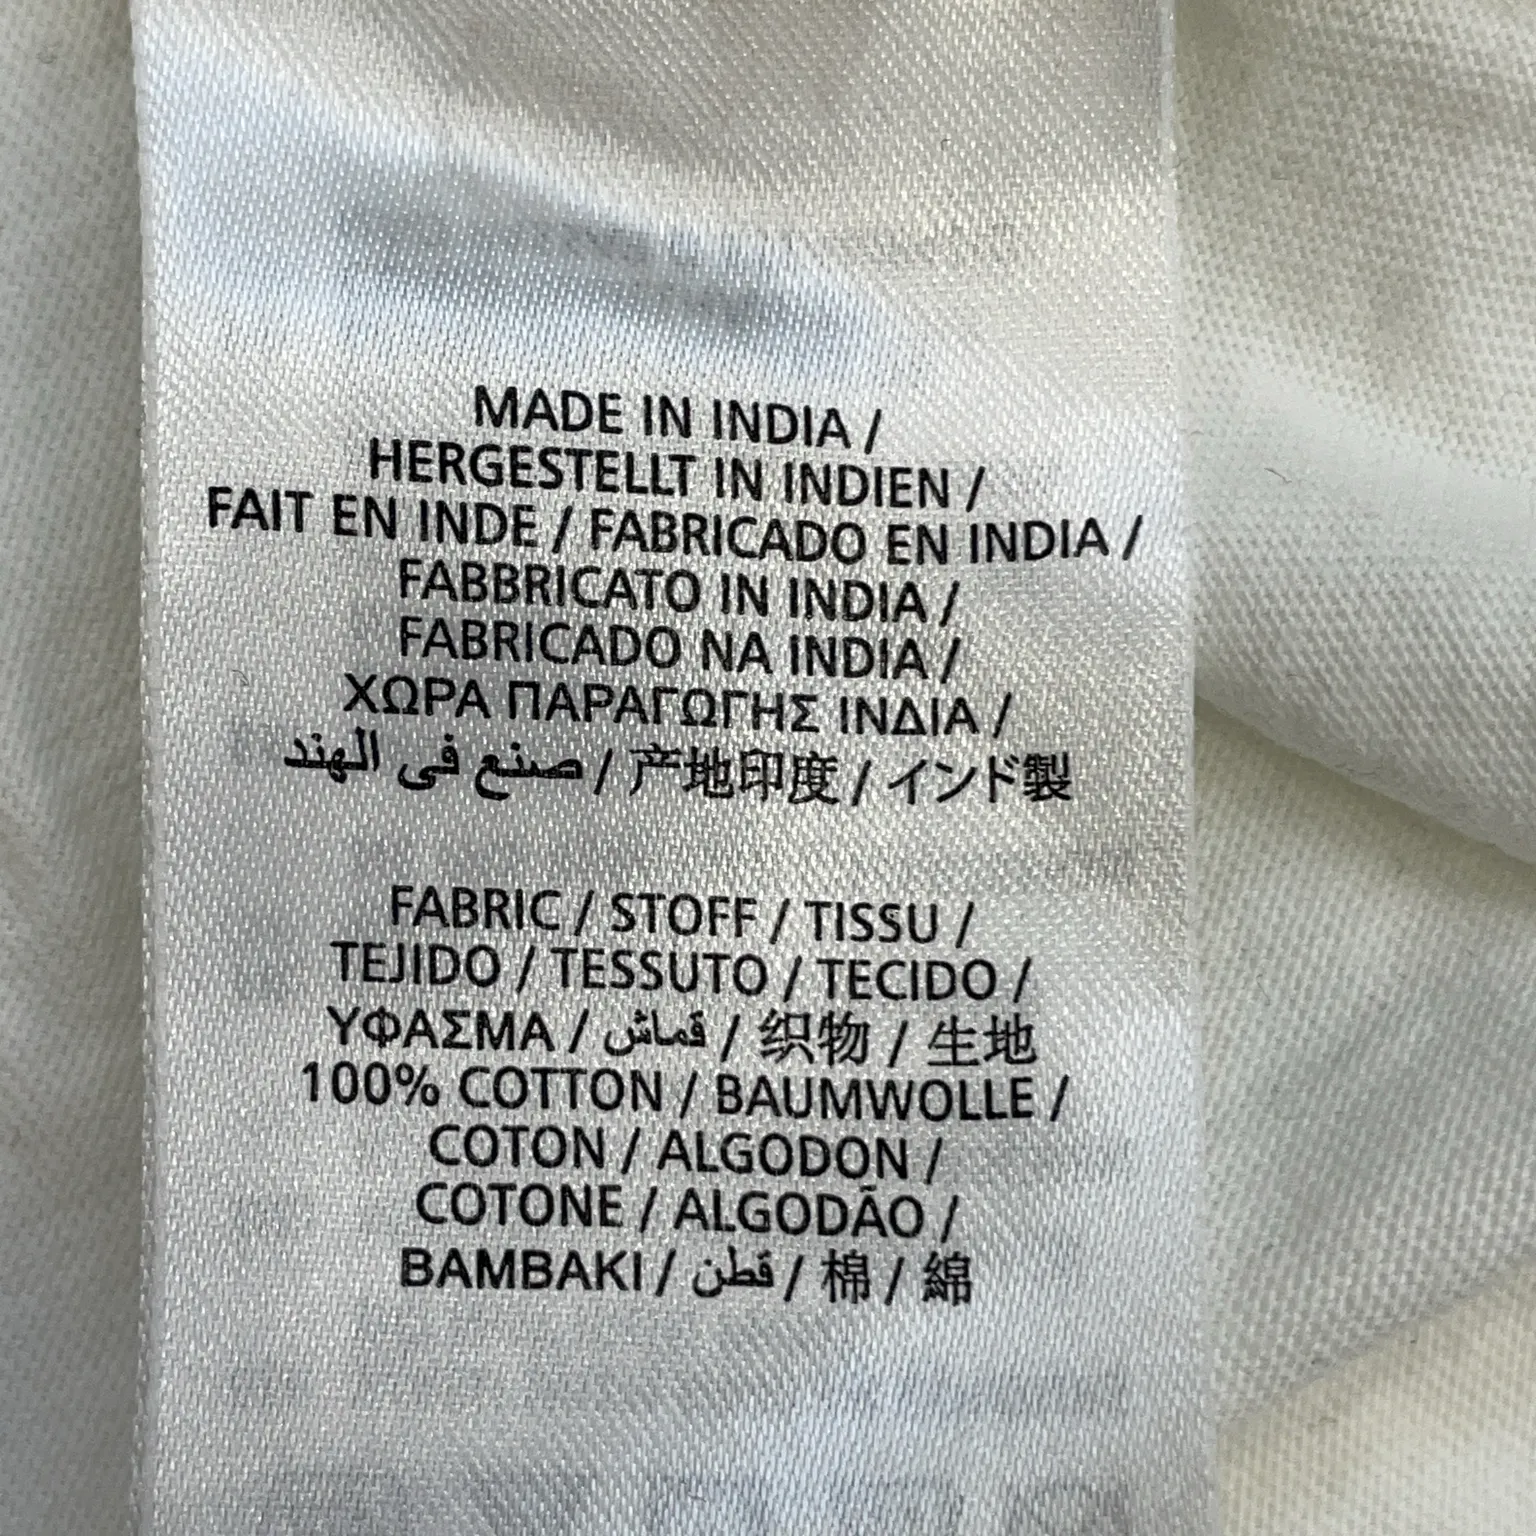 MADE IN INDIA /
HERGESTELLT IN INDIEN /
FAIT EN INDE / FABRICADO EN INDIA /
FABBRICATO IN INDIA /
FABRICADO NA INDIA /
ΧΩΡΑ ΠΑΡΑΓΩΓΗΣ ΙΝΔΙΑ /
صنع فى الهند / 产地印度 / インド製
FABRIC / STOFF / TISSU /
TEJIDO / TESSUTO / TECIDO /
ΥΦΑΣΜΑ / قماش / 织物 / 生地
100% COTTON / BAUMWOLLE /
COTON / ALGODON /
COTONE / ALGODÃO /
BAMBAKI / قطن / 棉 / 綿